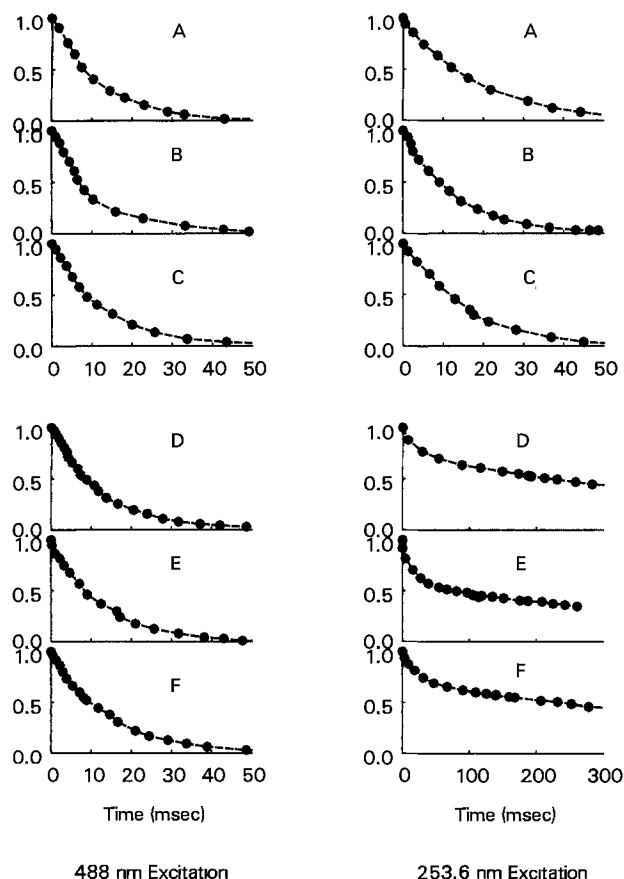 1.0 A 1.0 A
0.5 0.5
0.0 0.0
1.0 B 1.0 B
0.5 0.5
0.0 0.0
1.0 C 1.0 C
0.5 0.5
0.0 0.0
0 10 20 30 40 50 0 10 20 30 40 50
1.0 D 1.0 D
0.5 0.5
0.0 0.0
1.0 E 1.0 E
0.5 0.5
0.0 0.0
1.0 F 1.0 F
0.5 0.5
0.0 0.0
0 10 20 30 40 50 0 100 200 300
Time (msec) Time (msec)
488 nm Excitation 253.6 nm Excitation